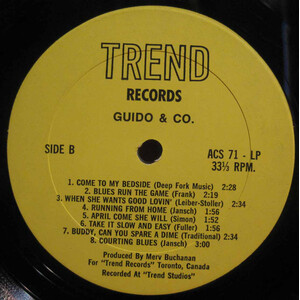 TREND
RECORDS
GUIDO & CO.
SIDE B
ACS 71 - LP
33⅓ RPM.
1. COME TO MY BEDSIDE (Deep Fork Music) 2:28
2. BLUES RUN THE GAME (Frank) 2:19
3. WHEN SHE WANTS GOOD LOVIN' (Leiber-Stoller) 2:34
4. RUNNING FROM HOME (Jansch) 1:56
5. APRIL COME SHE WILL (Simon) 1:52
6. TAKE IT SLOW AND EASY (Fuller) 1:56
7. BUDDY, CAN YOU SPARE A DIME (Traditional) 2:34
8. COURTING BLUES (Jansch) 3:00
Produced By Merv Buchanan
For "Trend Records" Toronto, Canada
Recorded At "Trend Studios"